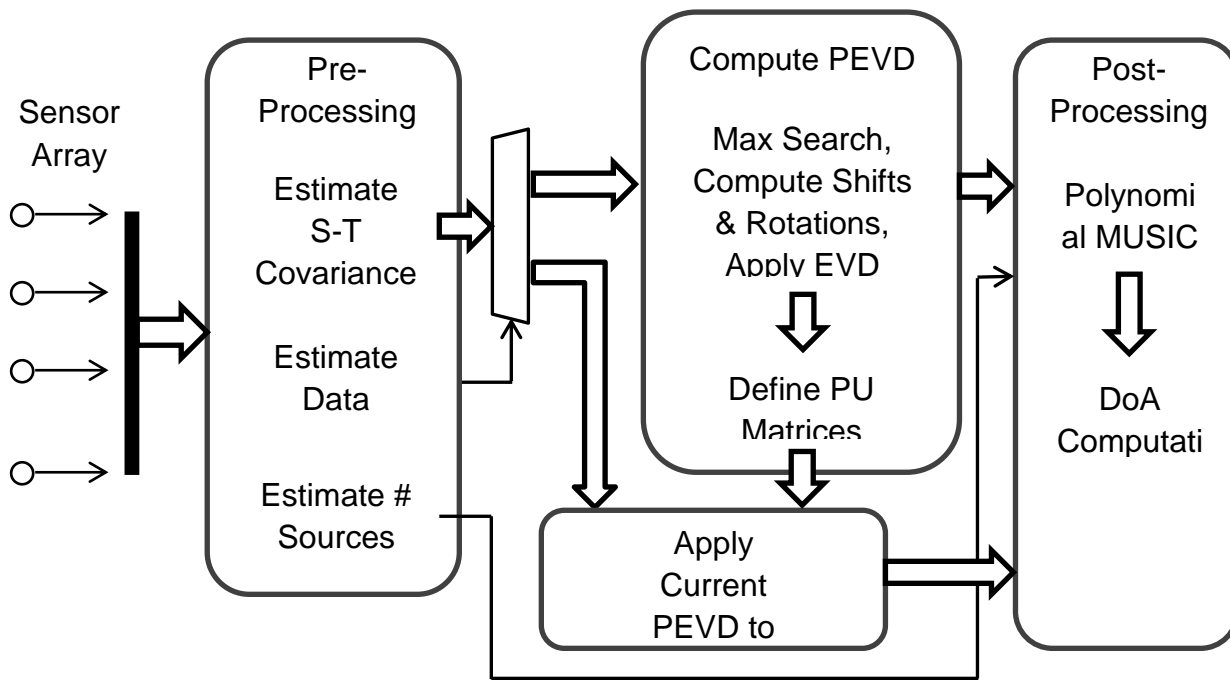 Sensor
Array
Pre-
Processing
Estimate
S-T
Covariance
Estimate
Data
Estimate #
Sources
Compute PEVD
Max Search,
Compute Shifts
& Rotations,
Apply EVD
Define PU
Matrices
Apply
Current
PEVD to
Post-
Processing
Polynomi
al MUSIC
DoA
Computati